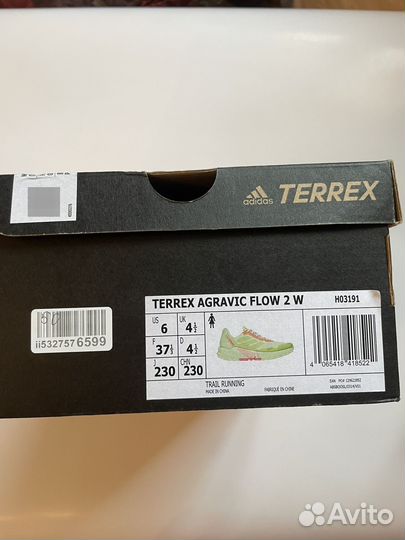 adidas TERREX
TERREX AGRAVIC FLOW 2 W H03191
US 6 UK 4½
F 37⅓ D 4½
J 230 CHN 230
TRAIL RUNNING
MADE IN CHINA FABRIQUÉ EN CHINE
4 065418 418522
50
ii5327576599
Avito